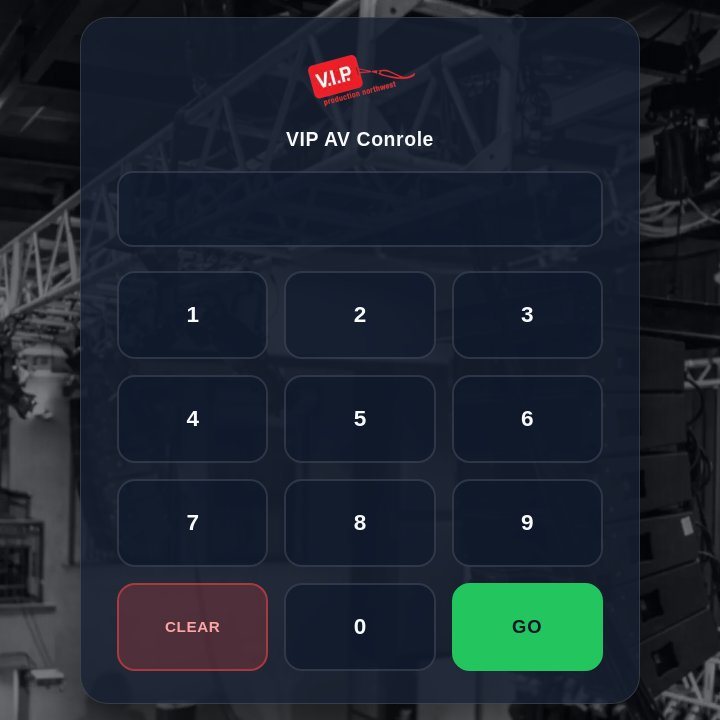 V.I.P.
production northwest
VIP AV Conrole
1 2 3
4 5 6
7 8 9
CLEAR 0 GO